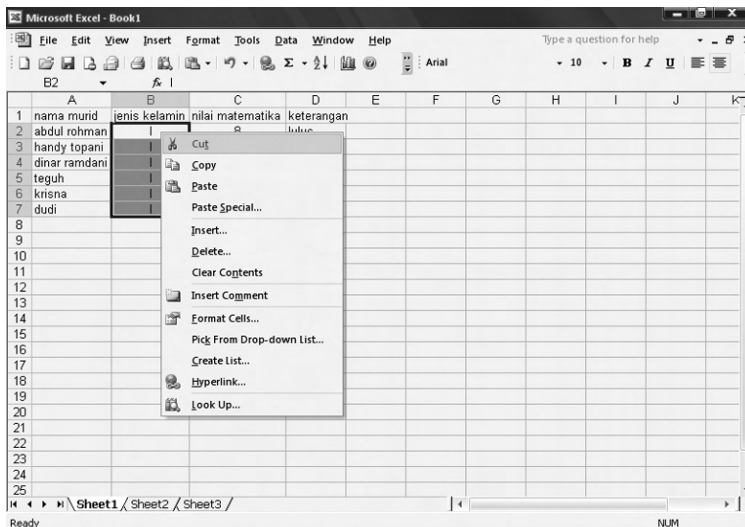 Microsoft Excel - Book1
File Edit View Insert Format Tools Data Window Help Type a question for help
Σ Arial 10 B I U
B2 fx l
A B C D E F G H I J K
1 nama murid jenis kelamin nilai matematika keterangan
2 abdul rohman l 8 lulus
3 handy topani l
4 dinar ramdani l
5 teguh l
6 krisna l
7 dudi l
8
9
10
11
12
13
14
15
16
17
18
19
20
21
22
23
24
25
Cut
Copy
Paste
Paste Special...
Insert...
Delete...
Clear Contents
Insert Comment
Format Cells...
Pick From Drop-down List...
Create List...
Hyperlink...
Look Up...
Sheet1 Sheet2 Sheet3
Ready NUM